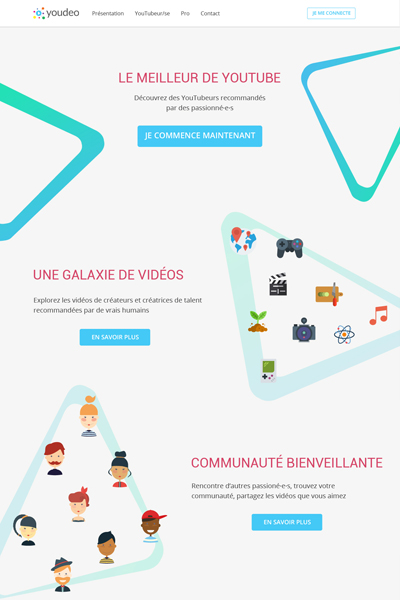 youdeo Présentation YouTubeur/se Pro Contact JE ME CONNECTE
LE MEILLEUR DE YOUTUBE
Découvrez des YouTubeurs recommandés
par des passionné·e·s
JE COMMENCE MAINTENANT
UNE GALAXIE DE VIDÉOS
Explorez les vidéos de créateurs et créatrices de talent
recommandées par de vrais humains
EN SAVOIR PLUS
COMMUNAUTÉ BIENVEILLANTE
Rencontre d'autres passioné·e·s, trouvez votre
communauté, partagez les vidéos que vous aimez
EN SAVOIR PLUS